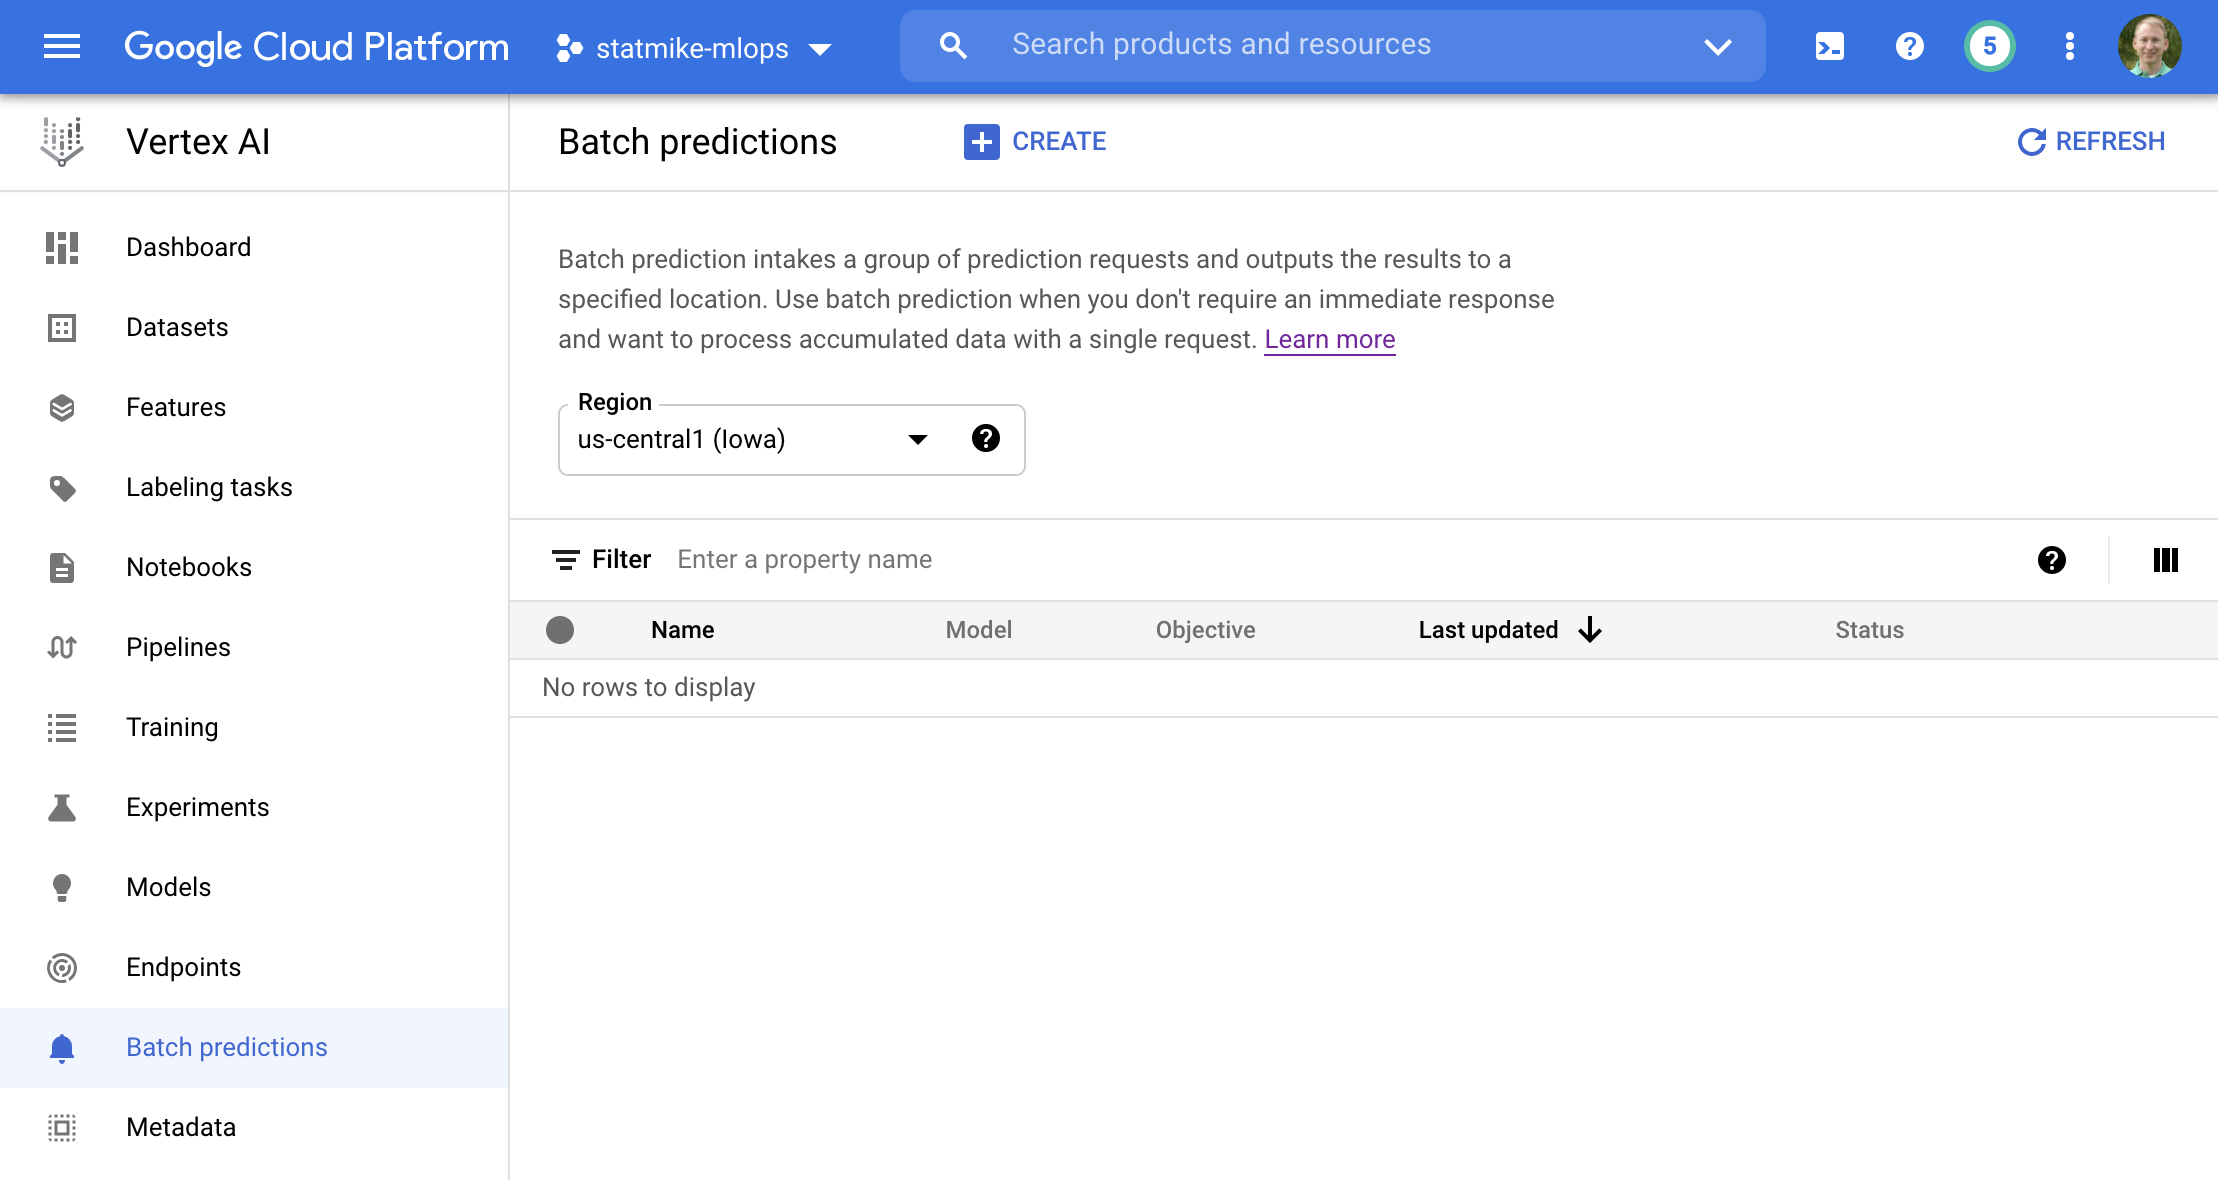 Google Cloud Platform
statmike-mlops
Search products and resources
5
Vertex AI
Batch predictions
CREATE
REFRESH
Dashboard
Datasets
Features
Labeling tasks
Notebooks
Pipelines
Training
Experiments
Models
Endpoints
Batch predictions
Metadata
Batch prediction intakes a group of prediction requests and outputs the results to a
specified location. Use batch prediction when you don't require an immediate response
and want to process accumulated data with a single request. Learn more
Region
us-central1 (Iowa)
Filter Enter a property name
Name Model Objective Last updated Status
No rows to display